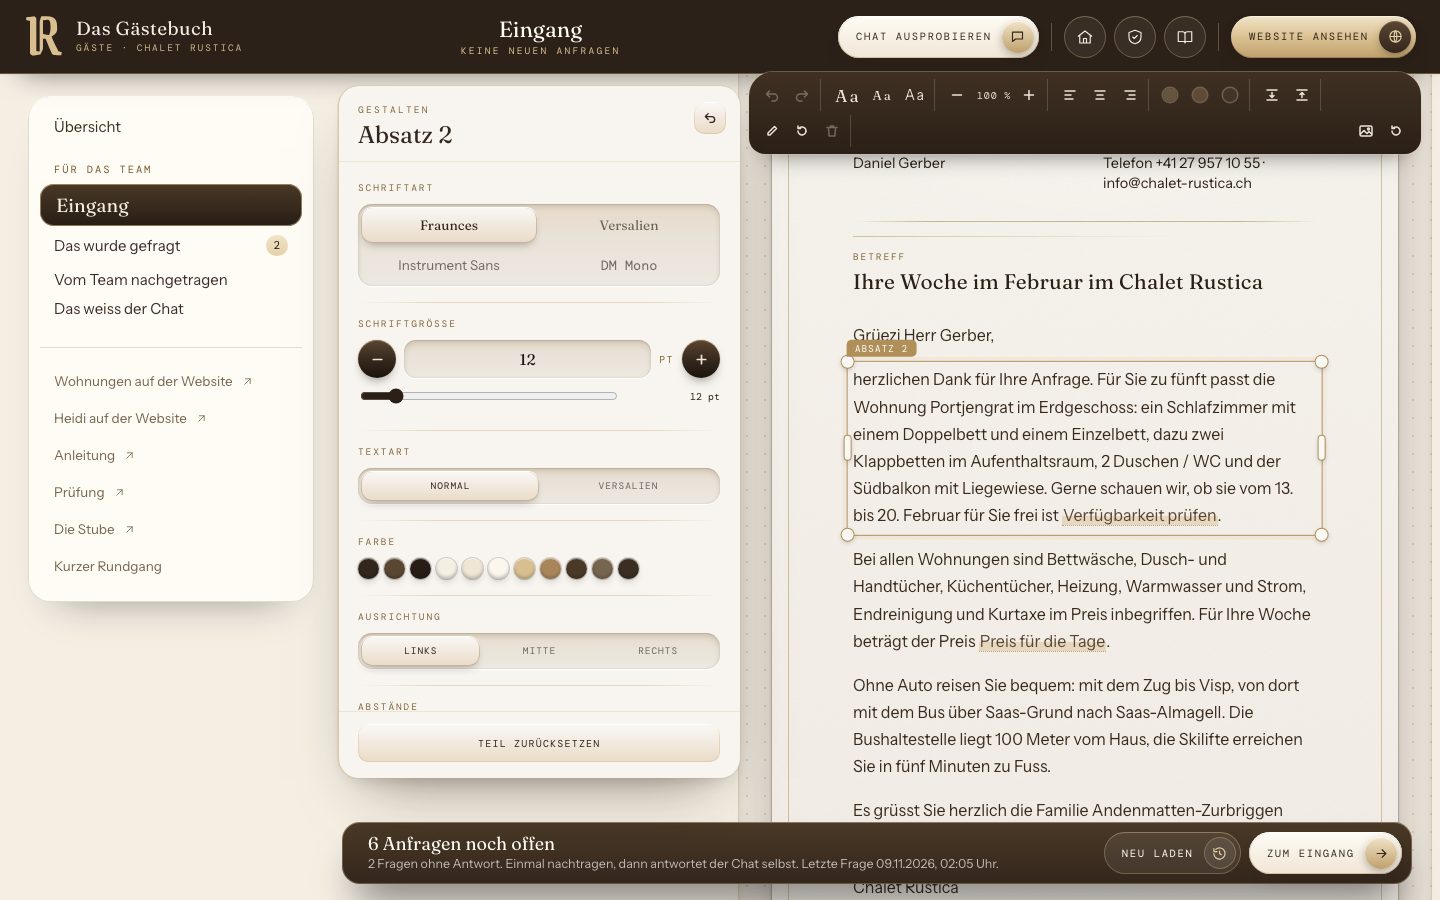 Das Gästebuch
GÄSTE · CHALET RUSTICA
Eingang
KEINE NEUEN ANFRAGEN
CHAT AUSPROBIEREN
WEBSITE ANSEHEN
Übersicht
FÜR DAS TEAM
Eingang
Das wurde gefragt 2
Vom Team nachgetragen
Das weiss der Chat
Wohnungen auf der Website
Heidi auf der Website
Anleitung
Prüfung
Die Stube
Kurzer Rundgang
GESTALTEN
Absatz 2
SCHRIFTART
Fraunces Versalien
Instrument Sans DM Mono
SCHRIFTGRÖSSE
12 PT
12 pt
TEXTART
NORMAL VERSALIEN
FARBE
AUSRICHTUNG
LINKS MITTE RECHTS
ABSTÄNDE
TEIL ZURÜCKSETZEN
Aa Aa Aa 100 %
Daniel Gerber
Telefon +41 27 957 10 55 ·
info@chalet-rustica.ch
BETREFF
Ihre Woche im Februar im Chalet Rustica
Grüezi Herr Gerber,
ABSATZ 2
herzlichen Dank für Ihre Anfrage. Für Sie zu fünft passt die
Wohnung Portjengrat im Erdgeschoss: ein Schlafzimmer mit
einem Doppelbett und einem Einzelbett, dazu zwei
Klappbetten im Aufenthaltsraum, 2 Duschen / WC und der
Südbalkon mit Liegewiese. Gerne schauen wir, ob sie vom 13.
bis 20. Februar für Sie frei ist Verfügbarkeit prüfen.
Bei allen Wohnungen sind Bettwäsche, Dusch- und
Handtücher, Küchentücher, Heizung, Warmwasser und Strom,
Endreinigung und Kurtaxe im Preis inbegriffen. Für Ihre Woche
beträgt der Preis Preis für die Tage.
Ohne Auto reisen Sie bequem: mit dem Zug bis Visp, von dort
mit dem Bus über Saas-Grund nach Saas-Almagell. Die
Bushaltestelle liegt 100 Meter vom Haus, die Skilifte erreichen
Sie in fünf Minuten zu Fuss.
Es grüsst Sie herzlich die Familie Andenmatten-Zurbriggen
6 Anfragen noch offen
2 Fragen ohne Antwort. Einmal nachtragen, dann antwortet der Chat selbst. Letzte Frage 09.11.2026, 02:05 Uhr.
NEU LADEN
ZUM EINGANG
Chalet Rustica